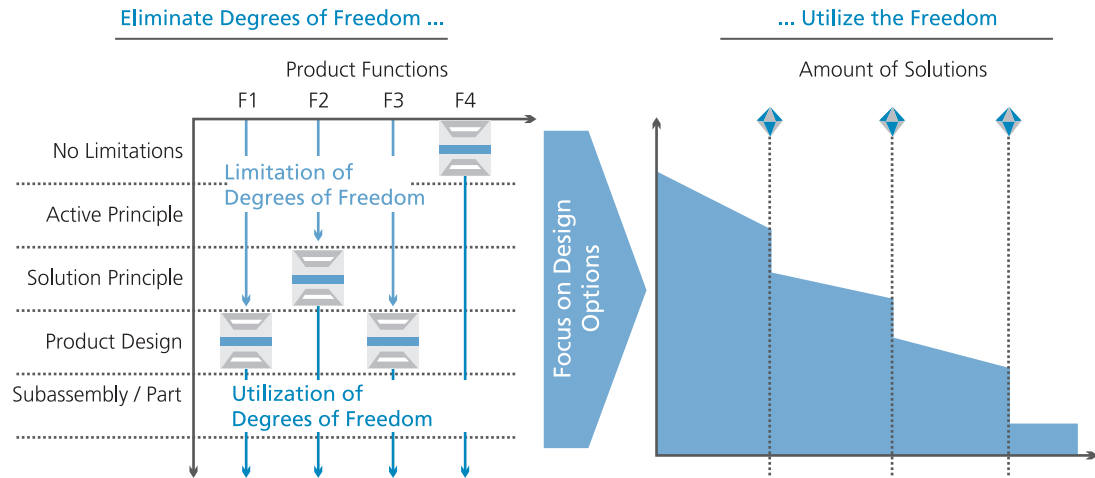 Eliminate Degrees of Freedom ...
Product Functions
F1 F2 F3 F4
No Limitations
Active Principle
Solution Principle
Product Design
Subassembly / Part
Limitation of
Degrees of Freedom
Utilization of
Degrees of Freedom
Focus on Design
Options
... Utilize the Freedom
Amount of Solutions